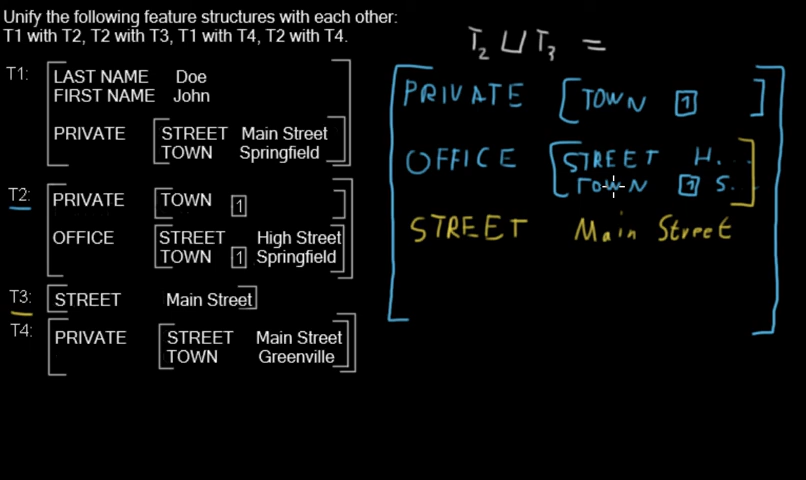 Unify the following feature structures with each other:
T1 with T2, T2 with T3, T1 with T4, T2 with T4.
T1:
LAST NAME Doe
FIRST NAME John
PRIVATE STREET Main Street
TOWN Springfield
T2:
PRIVATE TOWN 1
OFFICE STREET High Street
TOWN 1 Springfield
T3:
STREET Main Street
T4:
PRIVATE STREET Main Street
TOWN Greenville
T2 ⊔ T3 =
PRIVATE TOWN 1
OFFICE STREET H...
TOWN 1 S...
STREET Main Street